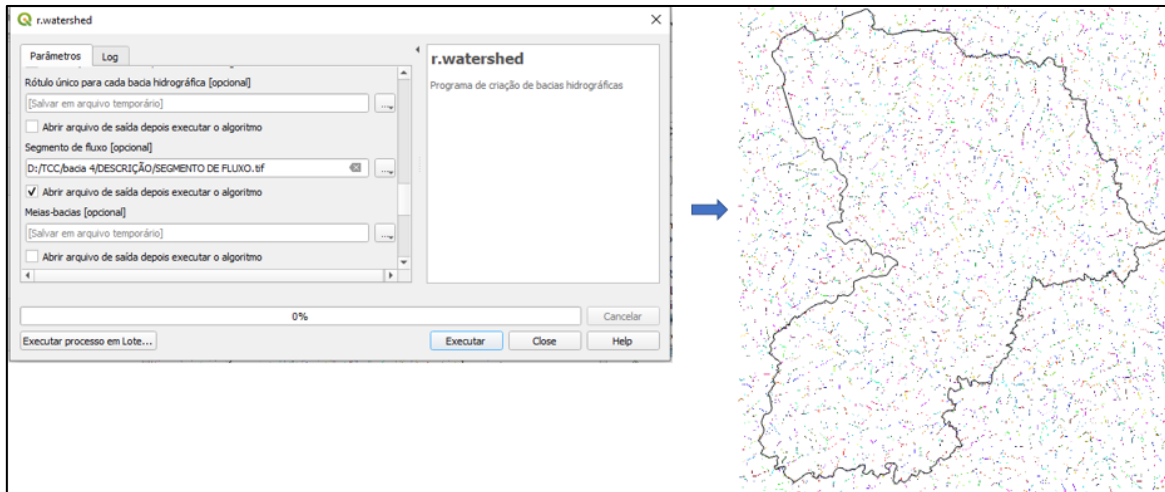 r.watershed
Parâmetros
Log
Rótulo único para cada bacia hidrográfica [opcional]
[Salvar em arquivo temporário]
...
Abrir arquivo de saída depois executar o algoritmo
Segmento de fluxo [opcional]
D:/TCC/bacia 4/DESCRIÇÃO/SEGMENTO DE FLUXO.tif
...
Abrir arquivo de saída depois executar o algoritmo
Meias-bacias [opcional]
[Salvar em arquivo temporário]
...
Abrir arquivo de saída depois executar o algoritmo
r.watershed
Programa de criação de bacias hidrográficas
0%
Cancelar
Executar processo em Lote...
Executar
Close
Help